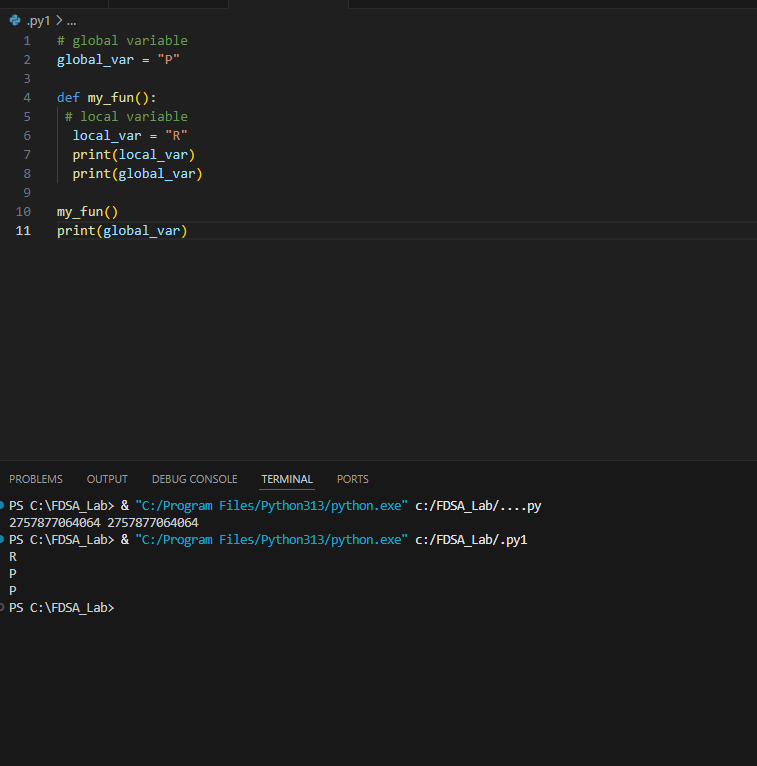 .py1 > ...
1 # global variable
2 global_var = "P"
3
4 def my_fun():
5 # local variable
6 local_var = "R"
7 print(local_var)
8 print(global_var)
9
10 my_fun()
11 print(global_var)
PROBLEMS OUTPUT DEBUG CONSOLE TERMINAL PORTS
PS C:\FDSA_Lab> & "C:/Program Files/Python313/python.exe" c:/FDSA_Lab/....py
2757877064064 2757877064064
PS C:\FDSA_Lab> & "C:/Program Files/Python313/python.exe" c:/FDSA_Lab/.py1
R
P
P
PS C:\FDSA_Lab>